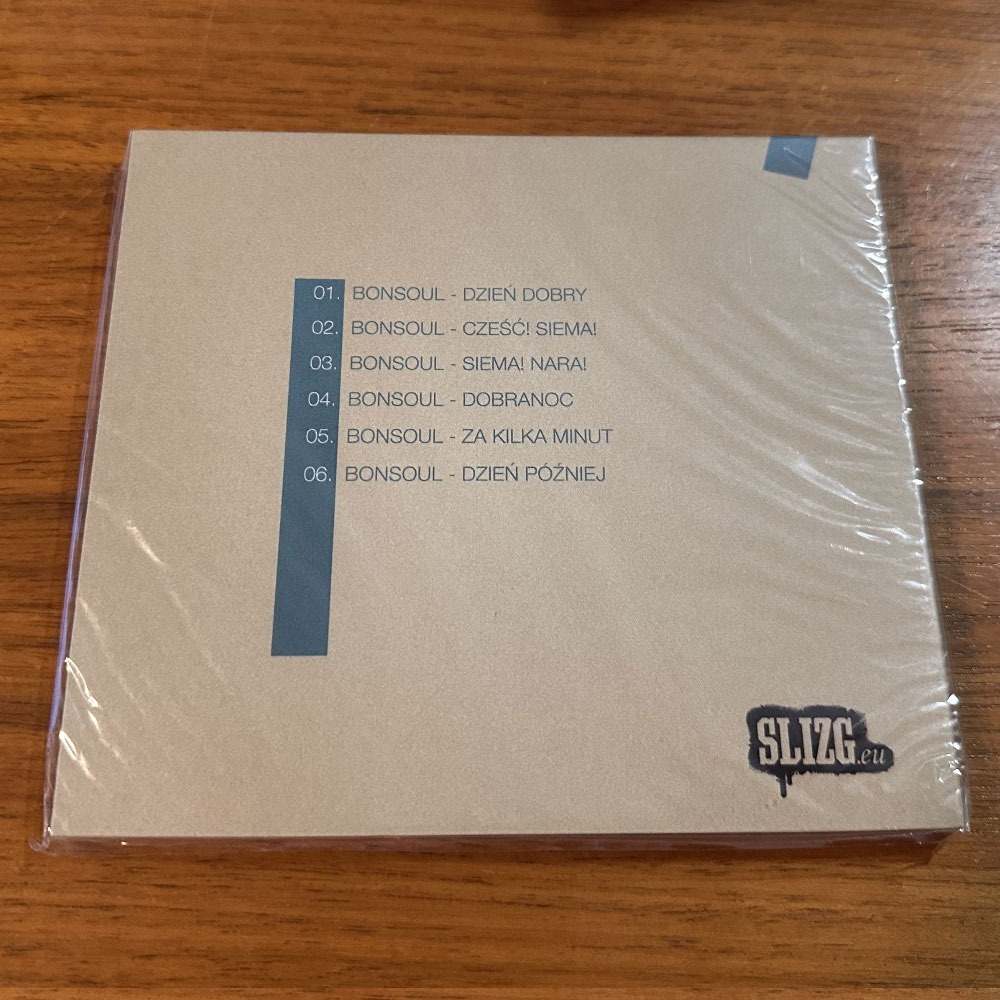 01. BONSOUL - DZIEŃ DOBRY
02. BONSOUL - CZEŚĆ! SIEMA!
03. BONSOUL - SIEMA! NARA!
04. BONSOUL - DOBRANOC
05. BONSOUL - ZA KILKA MINUT
06. BONSOUL - DZIEŃ PÓŹNIEJ
SLIZG.eu